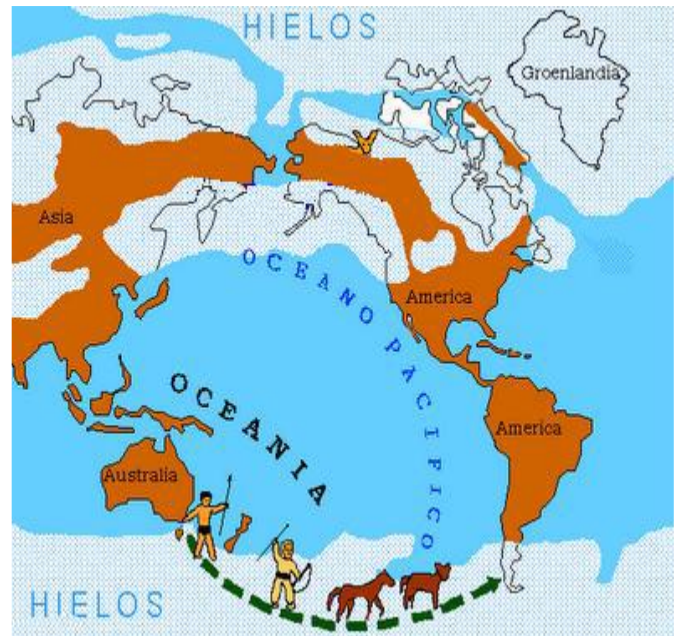 HIELOS
Groenlandia
Asia
OCEANO PACIFICO
America
OCEANIA
America
Australia
HIELOS